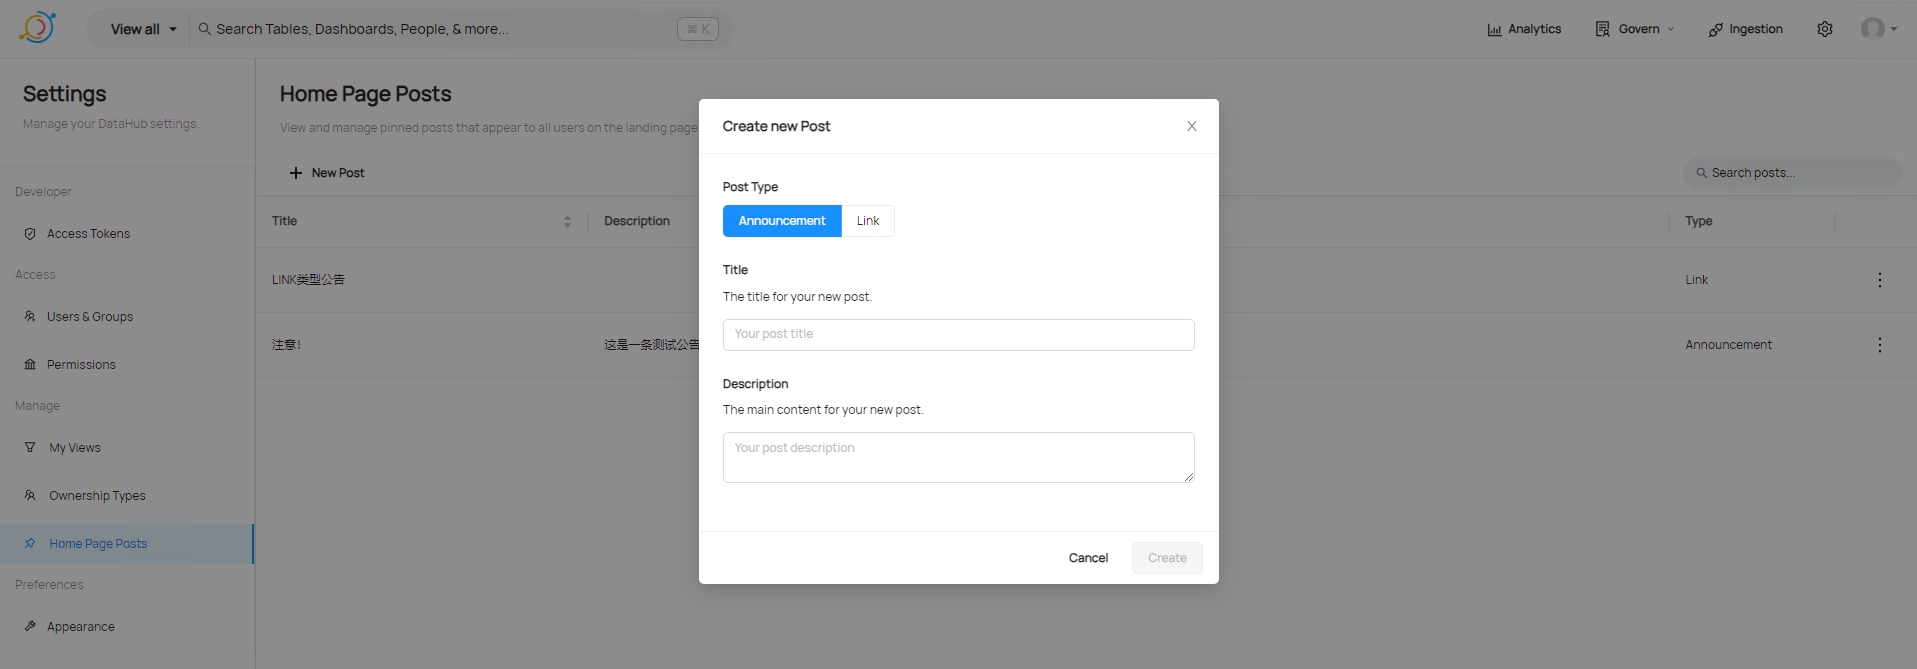 View all
Search Tables, Dashboards, People, & more...
⌘ K
Analytics
Govern
Ingestion
Settings
Manage your DataHub settings.
Developer
Access Tokens
Access
Users & Groups
Permissions
Manage
My Views
Ownership Types
Home Page Posts
Preferences
Appearance
Home Page Posts
View and manage pinned posts that appear to all users on the landing page
New Post
Search posts...
Title
Description
Type
LINK类型公告
Link
注意!
这是一条测试公告
Announcement
Create new Post
Post Type
Announcement
Link
Title
The title for your new post.
Your post title
Description
The main content for your new post.
Your post description
Cancel
Create